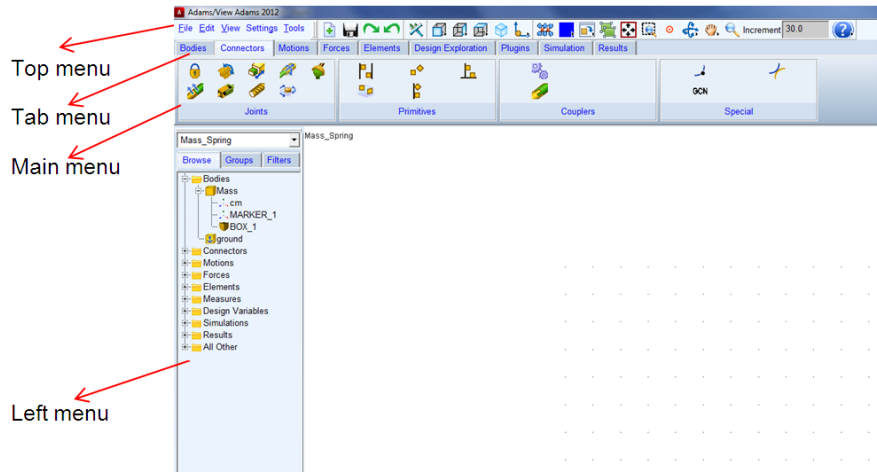 Adams/View Adams 2012
File Edit View Settings Tools Increment 30.0
Bodies Connectors Motions Forces Elements Design Exploration Plugins Simulation Results
GCN
Joints Primitives Couplers Special
Top menu
Tab menu
Main menu
Left menu
Mass_Spring
Mass_Spring
Browse Groups Filters
Bodies
Mass
cm
MARKER_1
BOX_1
ground
Connectors
Motions
Forces
Elements
Measures
Design Variables
Simulations
Results
All Other